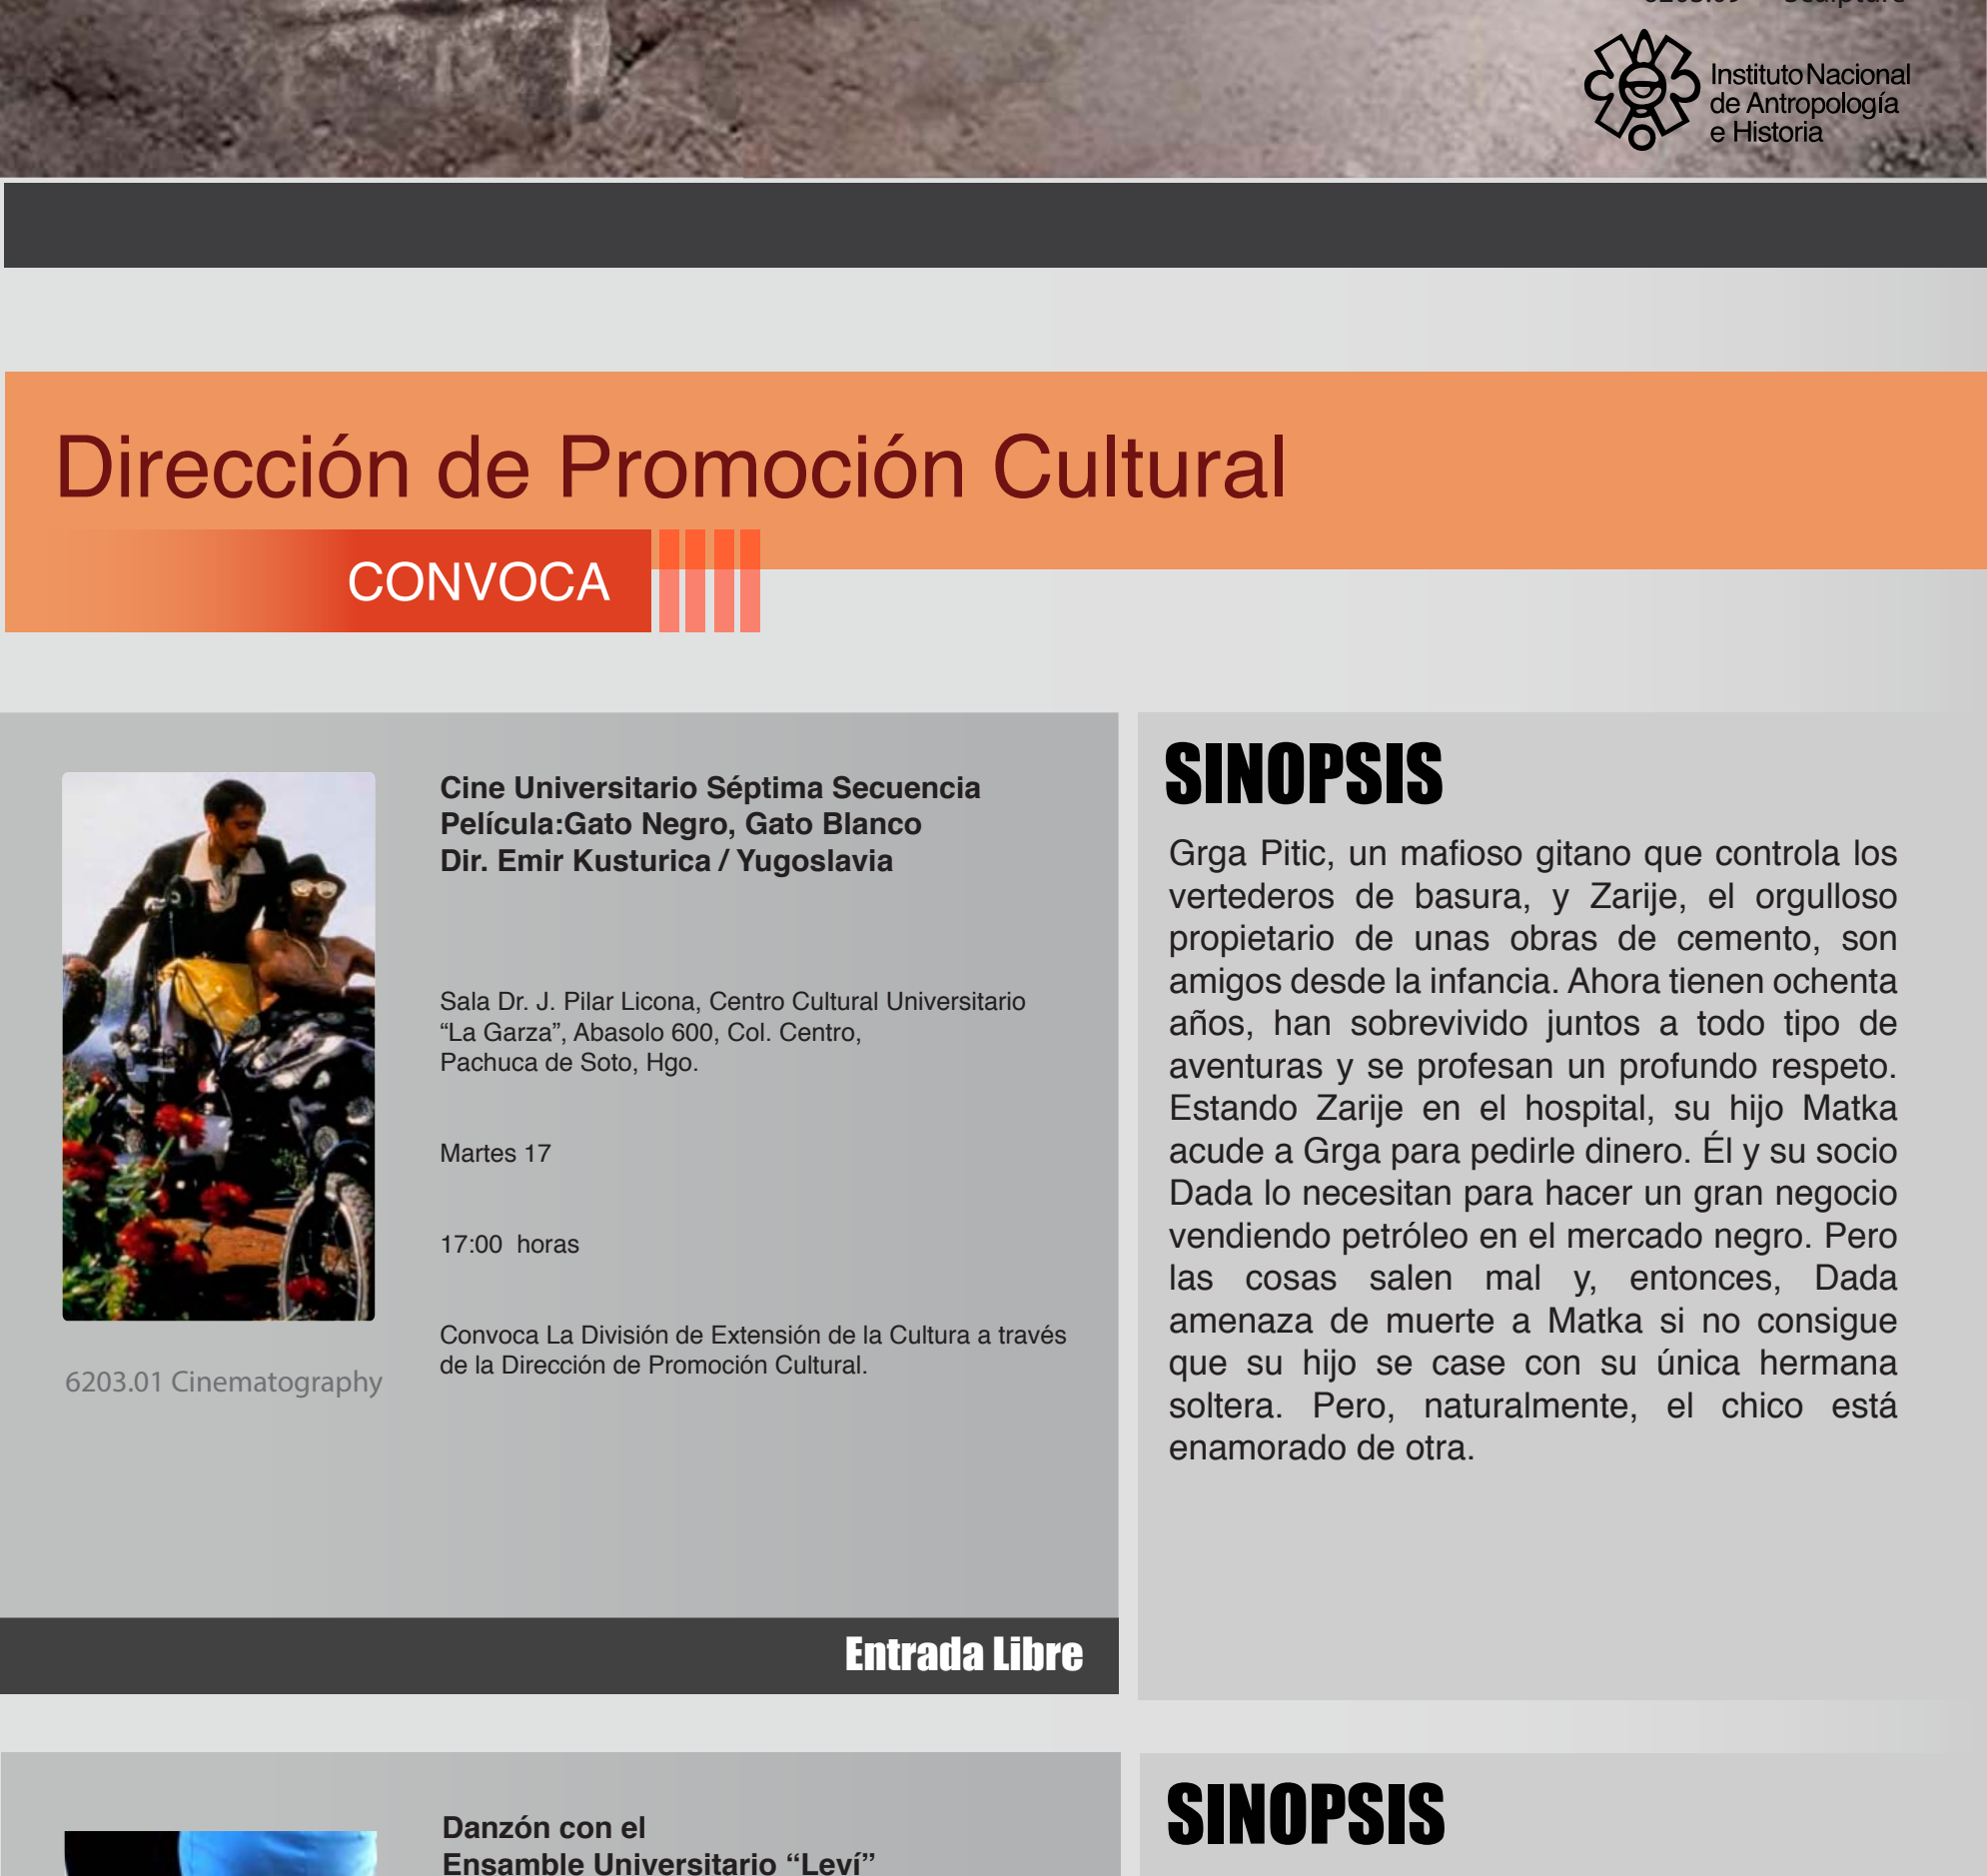 Instituto Nacional
de Antropología
e Historia
Dirección de Promoción Cultural
CONVOCA
Cine Universitario Séptima Secuencia
Película:Gato Negro, Gato Blanco
Dir. Emir Kusturica / Yugoslavia
Sala Dr. J. Pilar Licona, Centro Cultural Universitario
“La Garza”, Abasolo 600, Col. Centro,
Pachuca de Soto, Hgo.
Martes 17
17:00 horas
Convoca La División de Extensión de la Cultura a través
de la Dirección de Promoción Cultural.
6203.01 Cinematography
Entrada Libre
SINOPSIS
Grga Pitic, un mafioso gitano que controla los
vertederos de basura, y Zarije, el orgulloso
propietario de unas obras de cemento, son
amigos desde la infancia. Ahora tienen ochenta
años, han sobrevivido juntos a todo tipo de
aventuras y se profesan un profundo respeto.
Estando Zarije en el hospital, su hijo Matka
acude a Grga para pedirle dinero. Él y su socio
Dada lo necesitan para hacer un gran negocio
vendiendo petróleo en el mercado negro. Pero
las cosas salen mal y, entonces, Dada
amenaza de muerte a Matka si no consigue
que su hijo se case con su única hermana
soltera. Pero, naturalmente, el chico está
enamorado de otra.
Danzón con el
Ensamble Universitario “Leví”
SINOPSIS